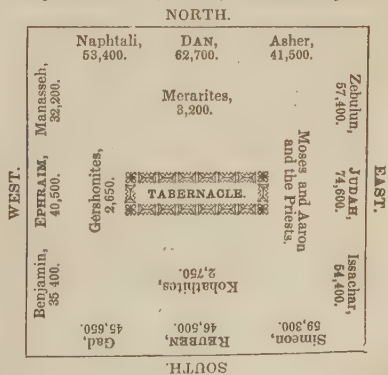 NORTH.
Naphtali,
53,400.
DAN,
62,700.
Asher,
41,500.
Merarites,
3,200.
WEST.
Manasseh,
32,200.
EPHRAIM,
40,500.
Benjamin,
35 400.
Gershonites,
2,650.
TABERNACLE.
Moses and Aaron
and the Priests.
Zebulun,
57,400.
JUDAH,
74,600.
Issachar,
54,400.
EAST.
Kohathites,
2,750.
Gad,
45,650.
REUBEN,
46,500.
Simeon,
59,300.
SOUTH.